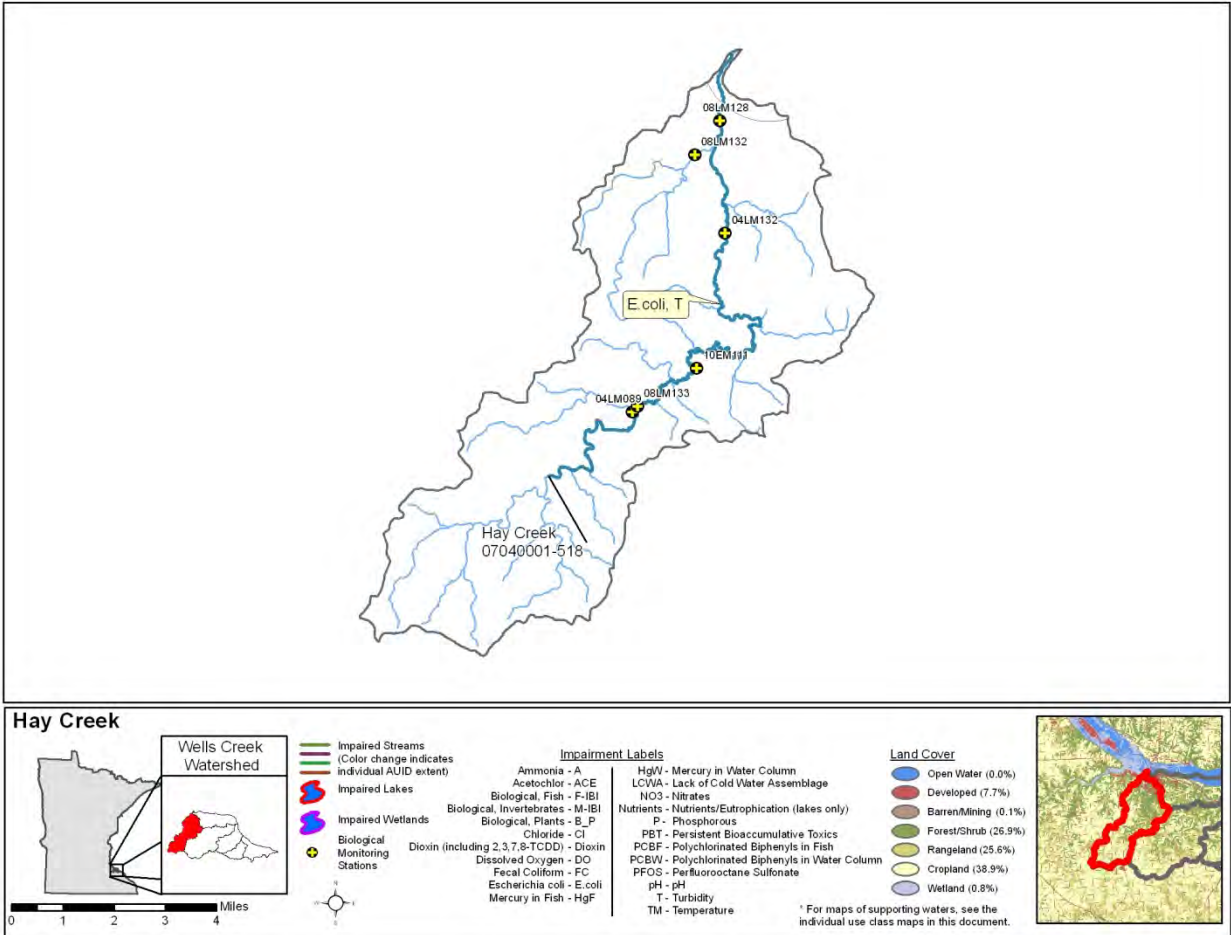 08LM128
08LM132
04LM132
E.coli, T
10EM111
04LM089
08LM133
Hay Creek
07040001-518
Hay Creek
Wells Creek
Watershed
Miles
0 1 2 3 4
Impaired Streams
(Color change indicates
individual AUID extent)
Impaired Lakes
Impaired Wetlands
Biological
Monitoring
Stations
N
W E
S
Impairment Labels
Ammonia - A
Acetochlor - ACE
Biological, Fish - F-IBI
Biological, Invertebrates - M-IBI
Biological, Plants - B_P
Chloride - Cl
Dioxin (including 2,3,7,8-TCDD) - Dioxin
Dissolved Oxygen - DO
Fecal Coliform - FC
Escherichia coli - E.coli
Mercury in Fish - HgF
HgW - Mercury in Water Column
LCWA - Lack of Cold Water Assemblage
NO3 - Nitrates
Nutrients - Nutrients/Eutrophication (lakes only)
P - Phosphorous
PBT - Persistent Bioaccumulative Toxics
PCBF - Polychlorinated Biphenyls in Fish
PCBW - Polychlorinated Biphenyls in Water Column
PFOS - Perfluorooctane Sulfonate
pH - pH
T - Turbidity
TM - Temperature
Land Cover
Open Water (0.0%)
Developed (7.7%)
Barren/Mining (0.1%)
Forest/Shrub (26.9%)
Rangeland (25.6%)
Cropland (38.9%)
Wetland (0.8%)
* For maps of supporting waters, see the
individual use class maps in this document.